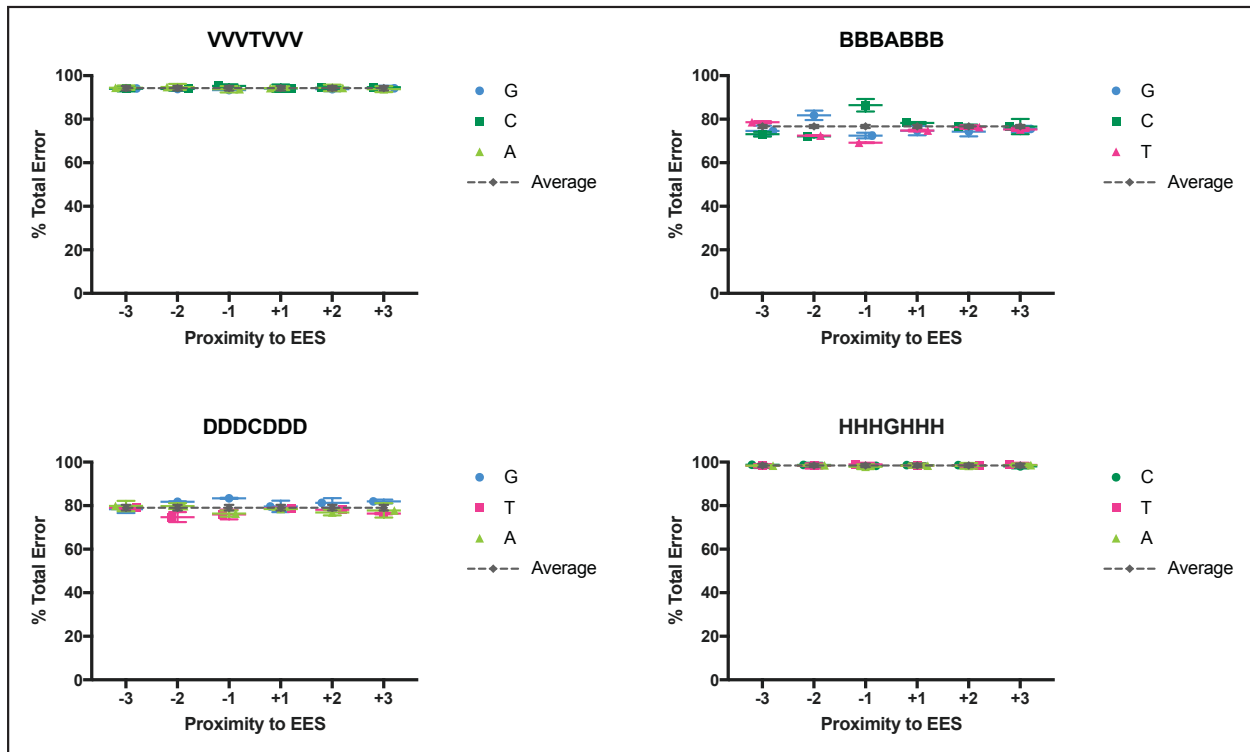 VVVTVVV
% Total Error
100
80
60
40
20
0
-3 -2 -1 +1 +2 +3
Proximity to EES
G
C
A
Average
BBBABBB
% Total Error
100
80
60
40
20
0
-3 -2 -1 +1 +2 +3
Proximity to EES
G
C
T
Average
DDDCDDD
% Total Error
100
80
60
40
20
0
-3 -2 -1 +1 +2 +3
Proximity to EES
G
T
A
Average
HHHGHHH
% Total Error
100
80
60
40
20
0
-3 -2 -1 +1 +2 +3
Proximity to EES
C
T
A
Average